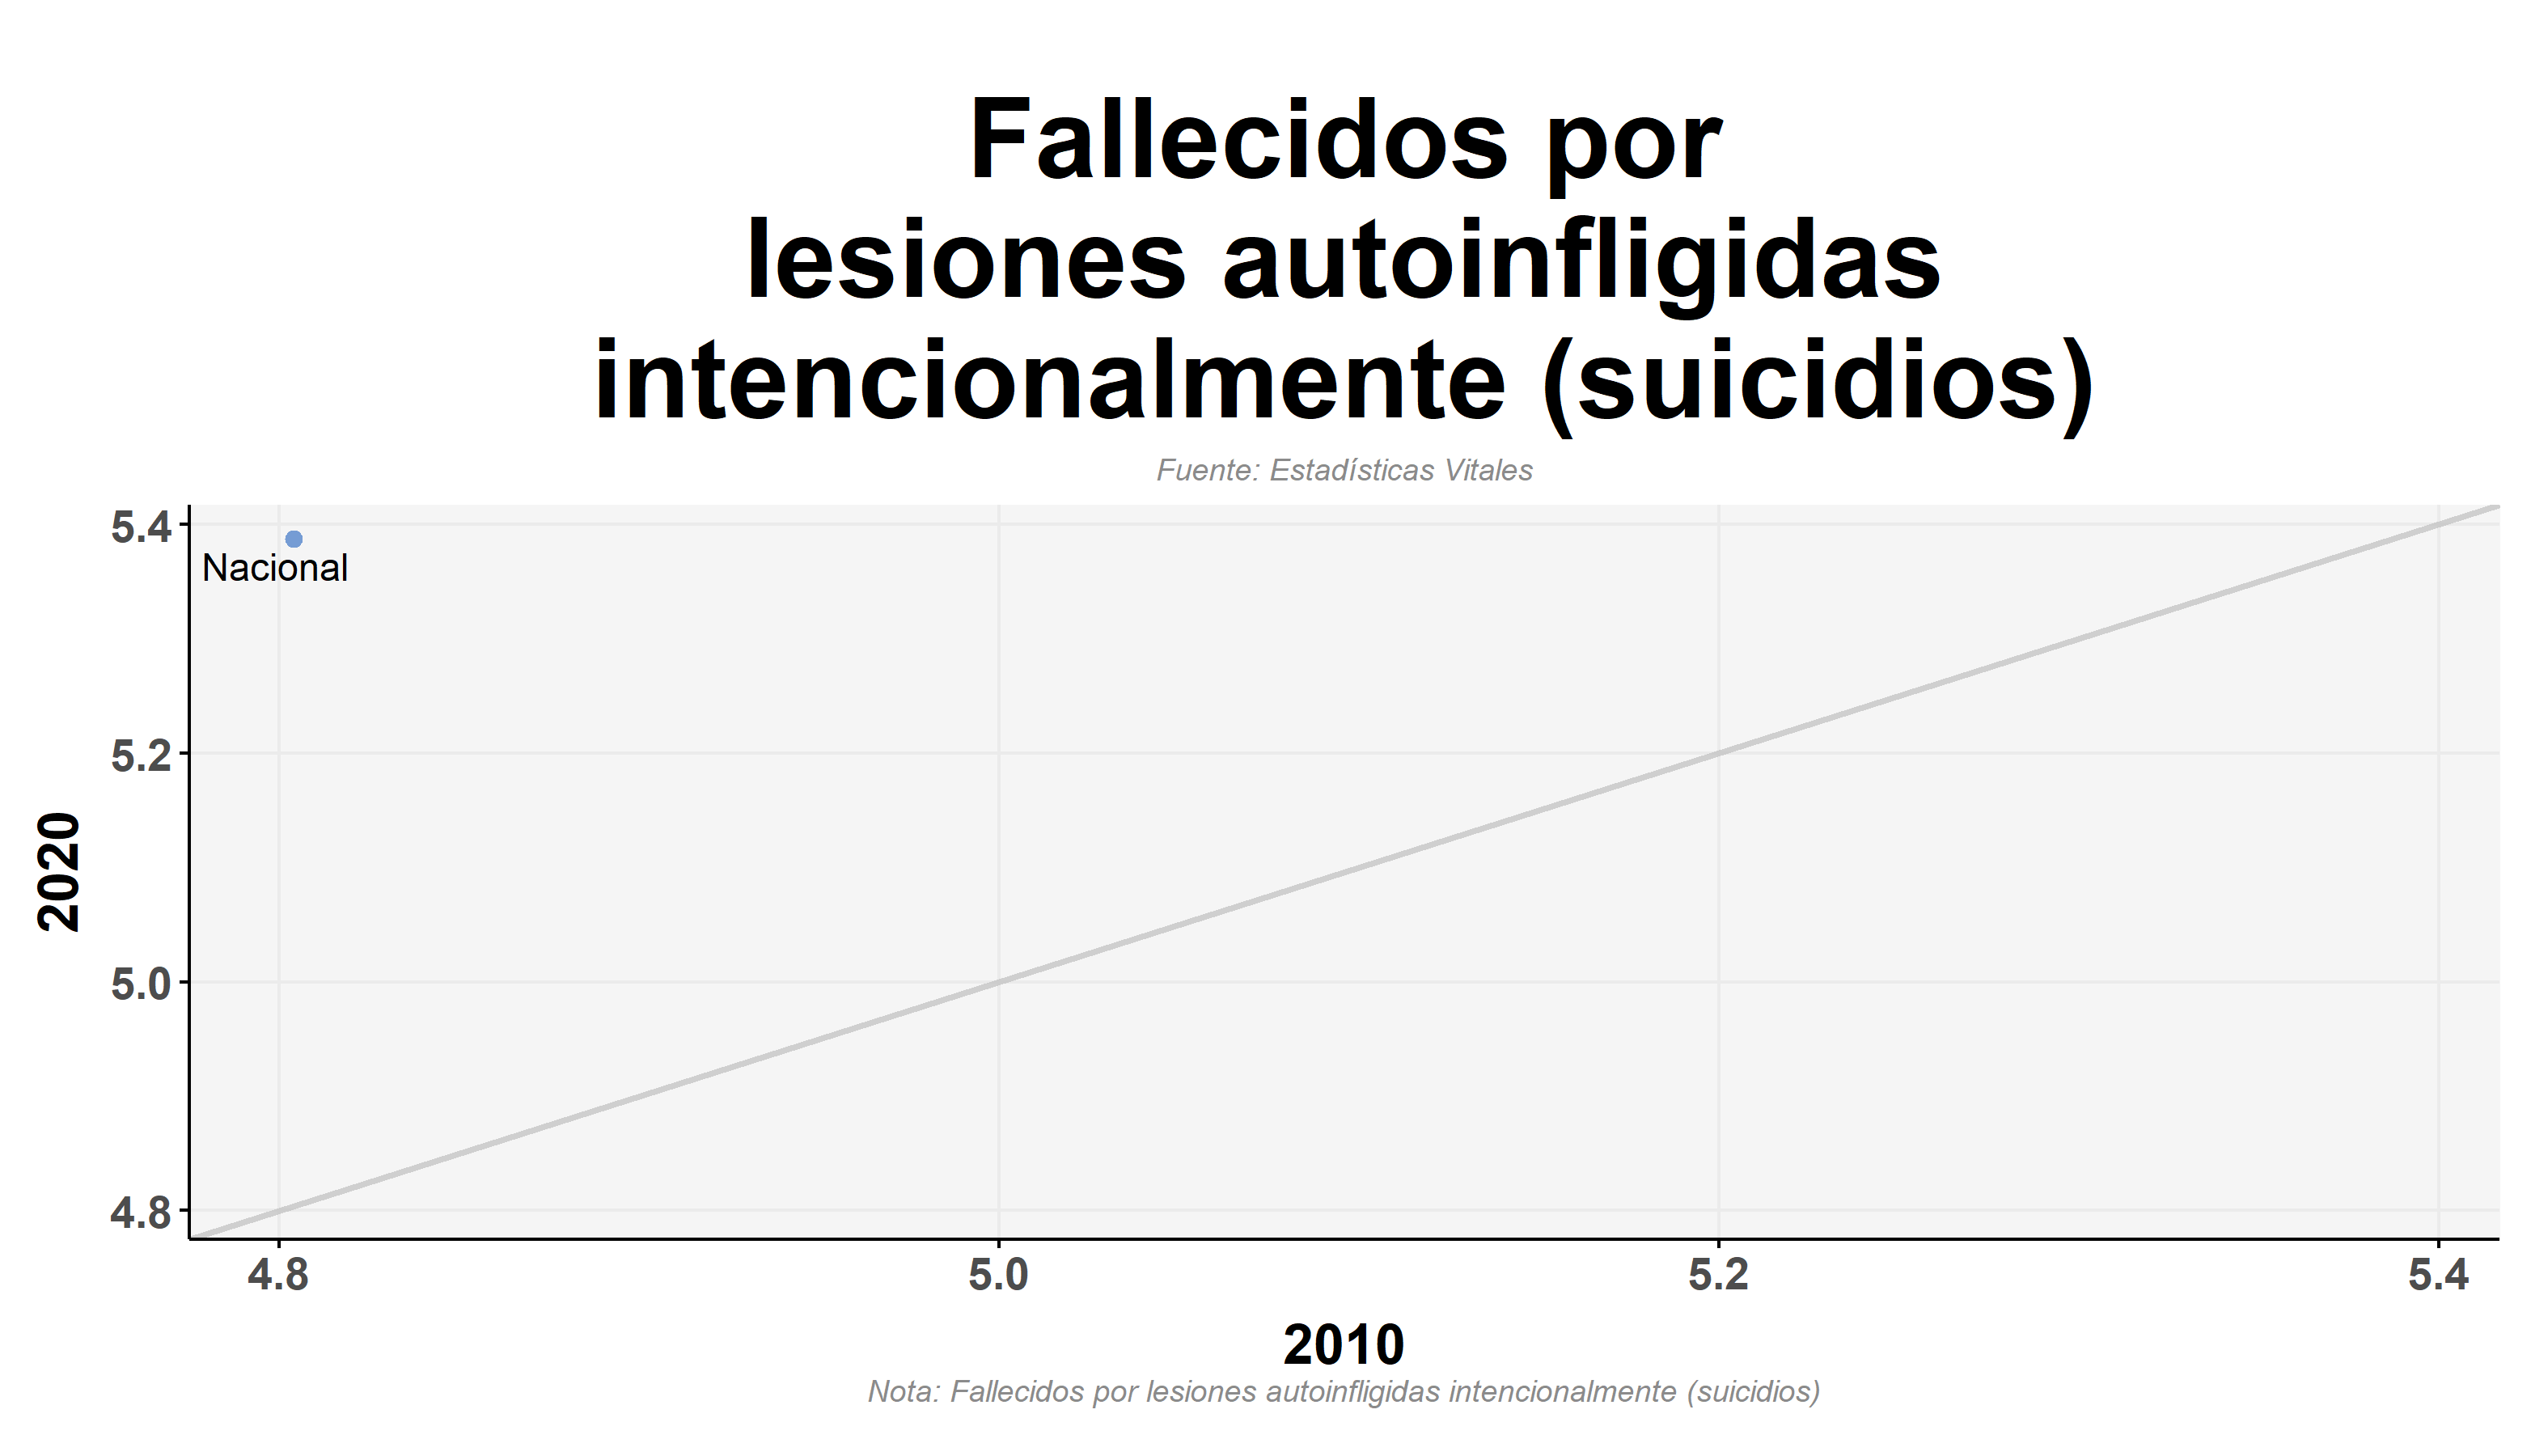 Fallecidos por
lesiones autoinfligidas
intencionalmente (suicidios)
Fuente: Estadísticas Vitales
5.4
Nacional
5.2
2020
5.0
4.8
4.8 5.0 5.2 5.4
2010
Nota: Fallecidos por lesiones autoinfligidas intencionalmente (suicidios)